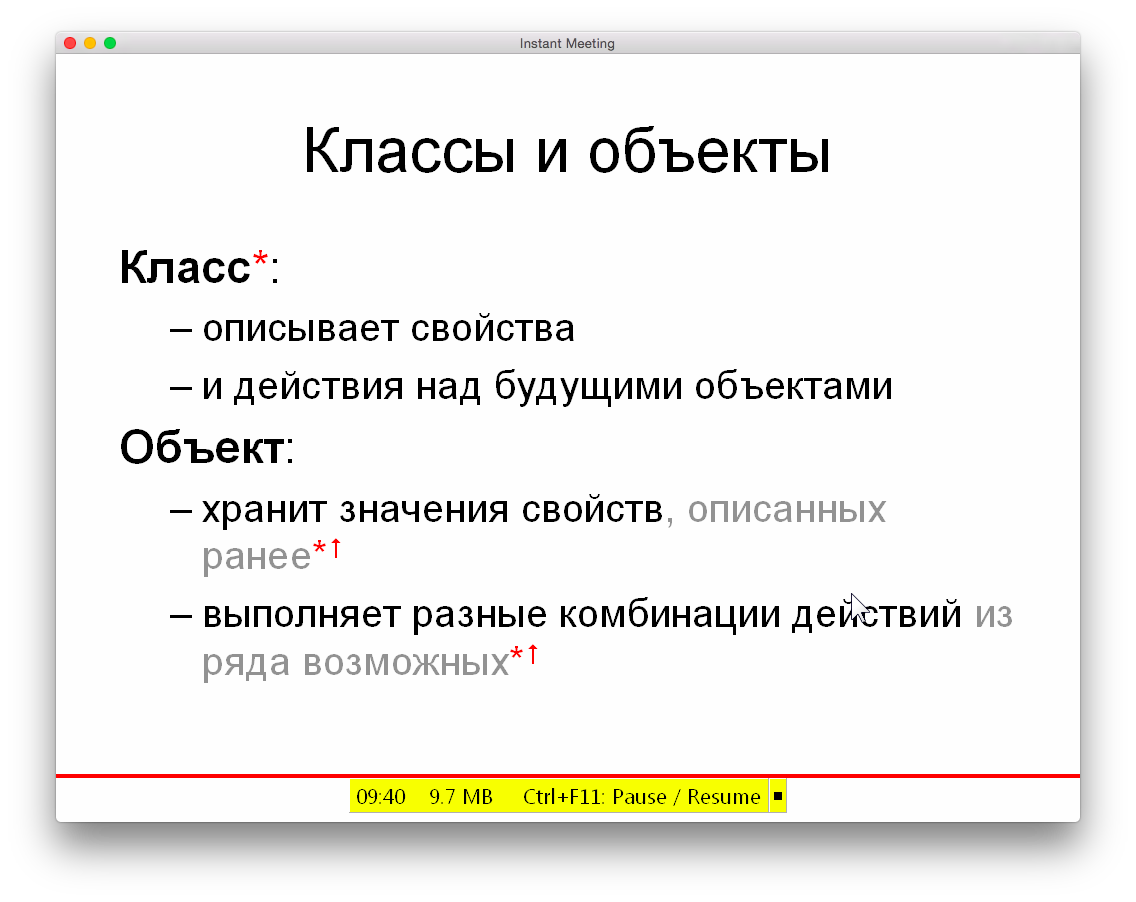 Instant Meeting
Классы и объекты
Класс*:
– описывает свойства
– и действия над будущими объектами
Объект:
– хранит значения свойств, описанных
ранее*↑
– выполняет разные комбинации действий из
ряда возможных*↑
09:40 9.7 MB Ctrl+F11: Pause / Resume